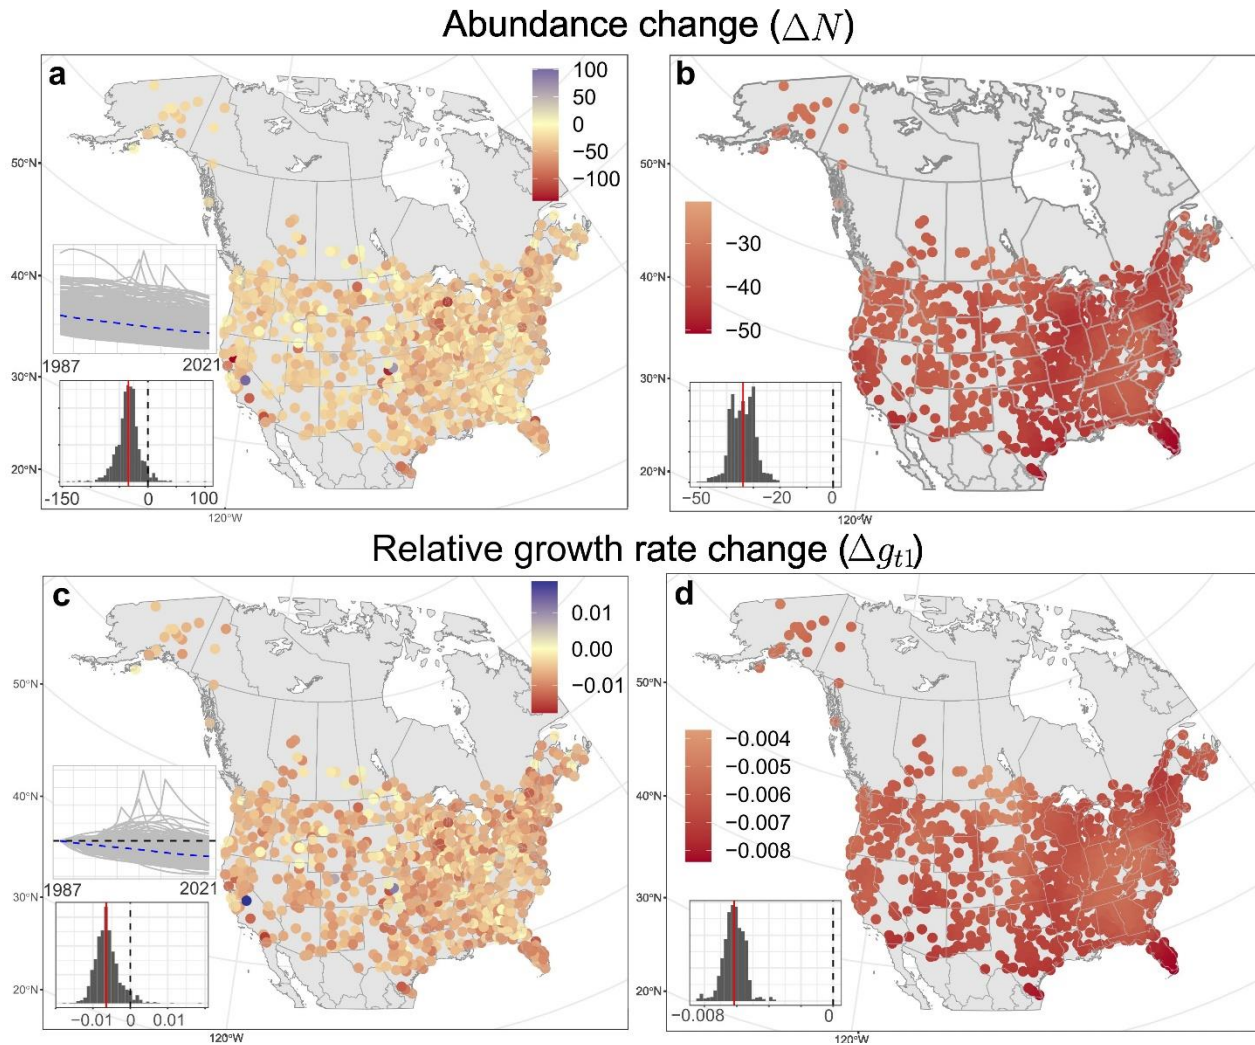 Abundance change (ΔN)
a
100
50
0
−50
−100
50°N
40°N
30°N
20°N
1987 2021
-150 0 100
120°W
b
−30
−40
−50
50°N
40°N
30°N
20°N
−50 −20 0
120°W
Relative growth rate change (Δgt1)
c
0.01
0.00
−0.01
50°N
40°N
30°N
20°N
1987 2021
−0.01 0 0.01
120°W
d
−0.004
−0.005
−0.006
−0.007
−0.008
50°N
40°N
30°N
20°N
−0.008 0
120°W